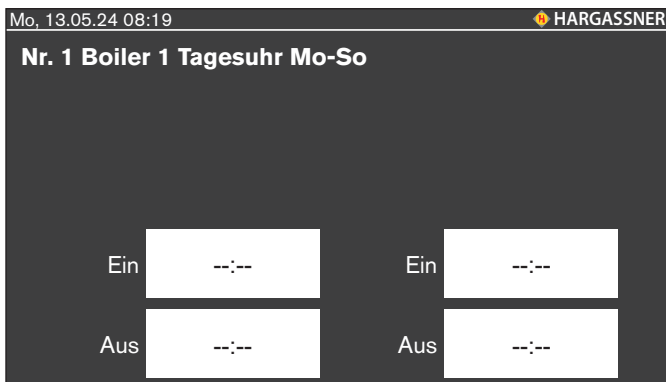 Mo, 13.05.24 08:19 H HARGASSNER
Nr. 1 Boiler 1 Tagesuhr Mo-So
Ein --:-- Ein --:--
Aus --:-- Aus --:--